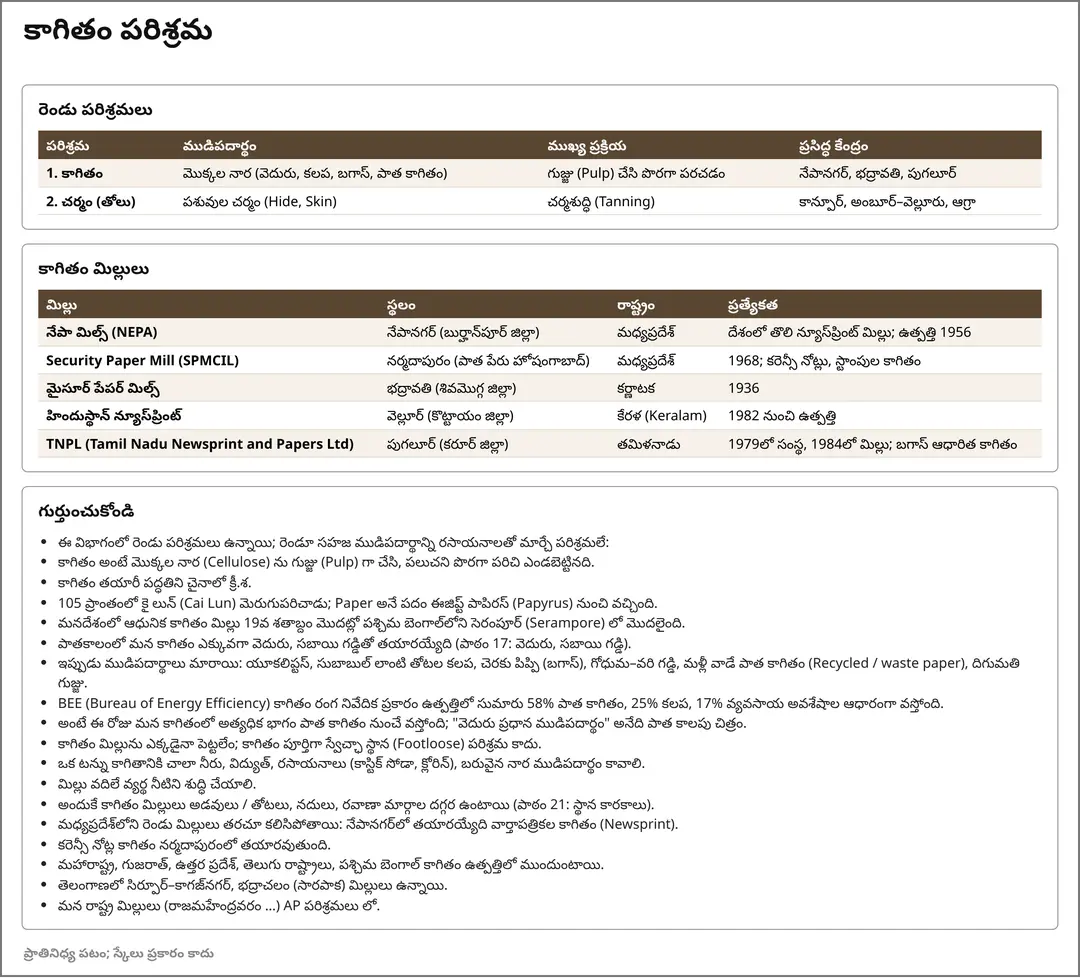 కాగితం పరిశ్రమ
రెండు పరిశ్రమలు
పరిశ్రమ ముడిపదార్థం ముఖ్య ప్రక్రియ ప్రసిద్ధ కేంద్రం
1. కాగితం మొక్కల నార (వెదురు, కలప, బగాస్, పాత కాగితం) గుజ్జు (Pulp) చేసి పొరగా పరచడం నేపానగర్, భద్రావతి, పుగలూర్
2. చర్మం (తోలు) పశువుల చర్మం (Hide, Skin) చర్మశుద్ధి (Tanning) కాన్పూర్, అంబూర్–వెల్లూరు, ఆగ్రా
కాగితం మిల్లులు
మిల్లు స్థలం రాష్ట్రం ప్రత్యేకత
నేపా మిల్స్ (NEPA) నేపానగర్ (బుర్హాన్‌పూర్ జిల్లా) మధ్యప్రదేశ్ దేశంలో తొలి న్యూస్‌ప్రింట్ మిల్లు; ఉత్పత్తి 1956
Security Paper Mill (SPMCIL) నర్మదాపురం (పాత పేరు హోషంగాబాద్) మధ్యప్రదేశ్ 1968; కరెన్సీ నోట్లు, స్టాంపుల కాగితం
మైసూర్ పేపర్ మిల్స్ భద్రావతి (శివమొగ్గ జిల్లా) కర్ణాటక 1936
హిందుస్థాన్ న్యూస్‌ప్రింట్ వెల్లూర్ (కొట్టాయం జిల్లా) కేరళ (Keralam) 1982 నుంచి ఉత్పత్తి
TNPL (Tamil Nadu Newsprint and Papers Ltd) పుగలూర్ (కరూర్ జిల్లా) తమిళనాడు 1979లో సంస్థ, 1984లో మిల్లు; బగాస్ ఆధారిత కాగితం
గుర్తుంచుకోండి
• ఈ విభాగంలో రెండు పరిశ్రమలు ఉన్నాయి; రెండూ సహజ ముడిపదార్థాన్ని రసాయనాలతో మార్చే పరిశ్రమలే:
• కాగితం అంటే మొక్కల నార (Cellulose) ను గుజ్జు (Pulp) గా చేసి, పలుచని పొరగా పరిచి ఎండబెట్టినది.
• కాగితం తయారీ పద్ధతిని చైనాలో క్రీ.శ.
• 105 ప్రాంతంలో కై లున్ (Cai Lun) మెరుగుపరిచాడు; Paper అనే పదం ఈజిప్ట్ పాపిరస్ (Papyrus) నుంచి వచ్చింది.
• మనదేశంలో ఆధునిక కాగితం మిల్లు 19వ శతాబ్దం మొదట్లో పశ్చిమ బెంగాల్‌లోని సెరంపూర్ (Serampore) లో మొదలైంది.
• పాతకాలంలో మన కాగితం ఎక్కువగా వెదురు, సబాయి గడ్డితో తయారయ్యేది (పాఠం 17: వెదురు, సబాయి గడ్డి).
• ఇప్పుడు ముడిపదార్థాలు మారాయి: యూకలిప్టస్, సుబాబుల్ లాంటి తోటల కలప, చెరకు పిప్పి (బగాస్), గోధుమ–వరి గడ్డి, మళ్లీ వాడే పాత కాగితం (Recycled / waste paper), దిగుమతి
గుజ్జు.
• BEE (Bureau of Energy Efficiency) కాగితం రంగ నివేదిక ప్రకారం ఉత్పత్తిలో సుమారు 58% పాత కాగితం, 25% కలప, 17% వ్యవసాయ అవశేషాల ఆధారంగా వస్తోంది.
• అంటే ఈ రోజు మన కాగితంలో అత్యధిక భాగం పాత కాగితం నుంచే వస్తోంది; "వెదురు ప్రధాన ముడిపదార్థం" అనేది పాత కాలపు చిత్రం.
• కాగితం మిల్లును ఎక్కడైనా పెట్టలేం; కాగితం పూర్తిగా స్వేచ్ఛా స్థాన (Footloose) పరిశ్రమ కాదు.
• ఒక టన్ను కాగితానికి చాలా నీరు, విద్యుత్, రసాయనాలు (కాస్టిక్ సోడా, క్లోరిన్), బరువైన నార ముడిపదార్థం కావాలి.
• మిల్లు వదిలే వ్యర్థ నీటిని శుద్ధి చేయాలి.
• అందుకే కాగితం మిల్లులు అడవులు / తోటలు, నదులు, రవాణా మార్గాల దగ్గర ఉంటాయి (పాఠం 21: స్థాన కారకాలు).
• మధ్యప్రదేశ్‌లోని రెండు మిల్లులు తరచూ కలిసిపోతాయి: నేపానగర్‌లో తయారయ్యేది వార్తాపత్రికల కాగితం (Newsprint).
• కరెన్సీ నోట్ల కాగితం నర్మదాపురంలో తయారవుతుంది.
• మహారాష్ట్ర, గుజరాత్, ఉత్తర ప్రదేశ్, తెలుగు రాష్ట్రాలు, పశ్చిమ బెంగాల్ కాగితం ఉత్పత్తిలో ముందుంటాయి.
• తెలంగాణలో సిర్పూర్–కాగజ్‌నగర్, భద్రాచలం (సారపాక) మిల్లులు ఉన్నాయి.
• మన రాష్ట్ర మిల్లులు (రాజమహేంద్రవరం ...) AP పరిశ్రమలు లో.
ప్రాతినిధ్య పటం; స్కేలు ప్రకారం కాదు